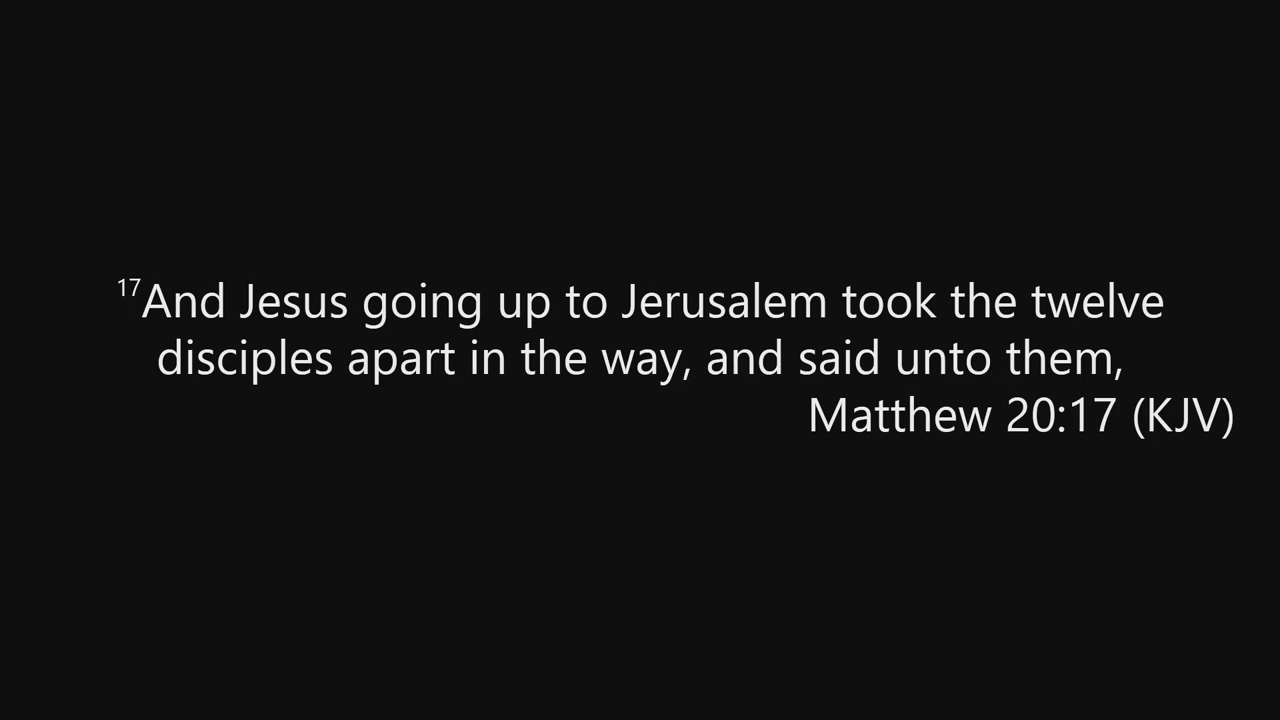 17And Jesus going up to Jerusalem took the twelve
disciples apart in the way, and said unto them,
Matthew 20:17 (KJV)